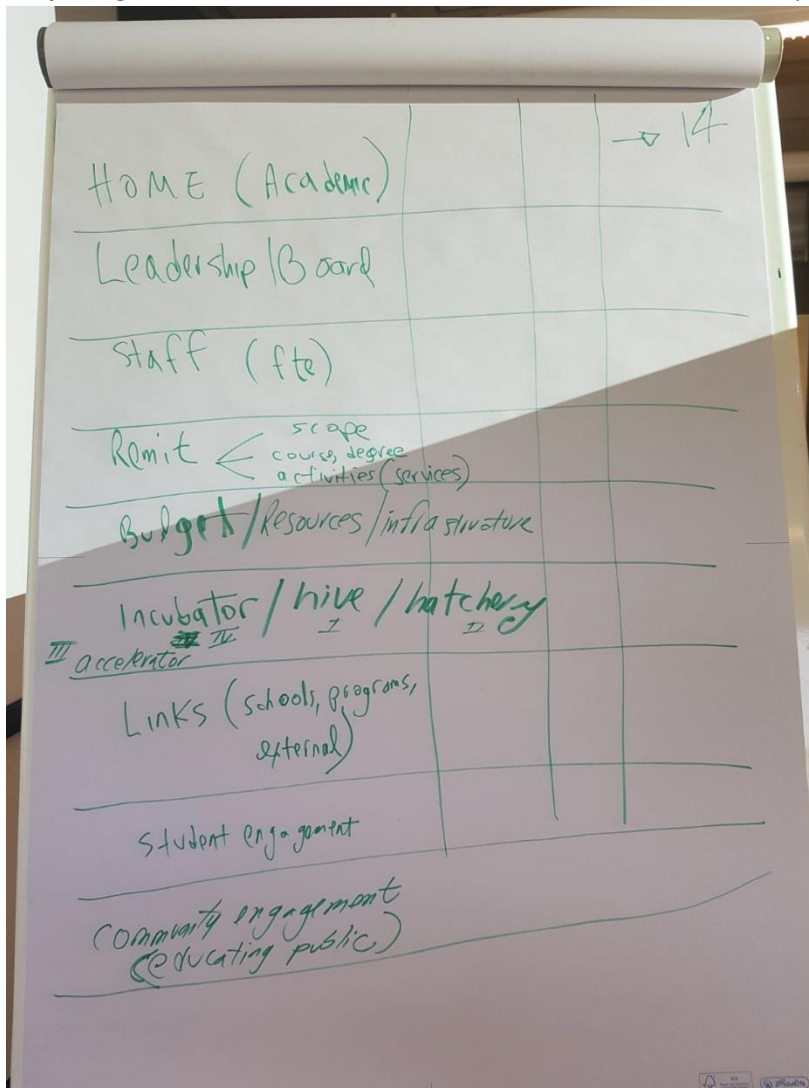 → 14
HOME (Academic)
Leadership/Board
Staff (fte)
scope
Remit < course, degree
activities (services)
Budget/Resources/infrastructure
Incubator / hive / hatchery
IV I II
III accelerator
Links (schools, programs,
external)
Student engagement
Community engagement
(educating public)